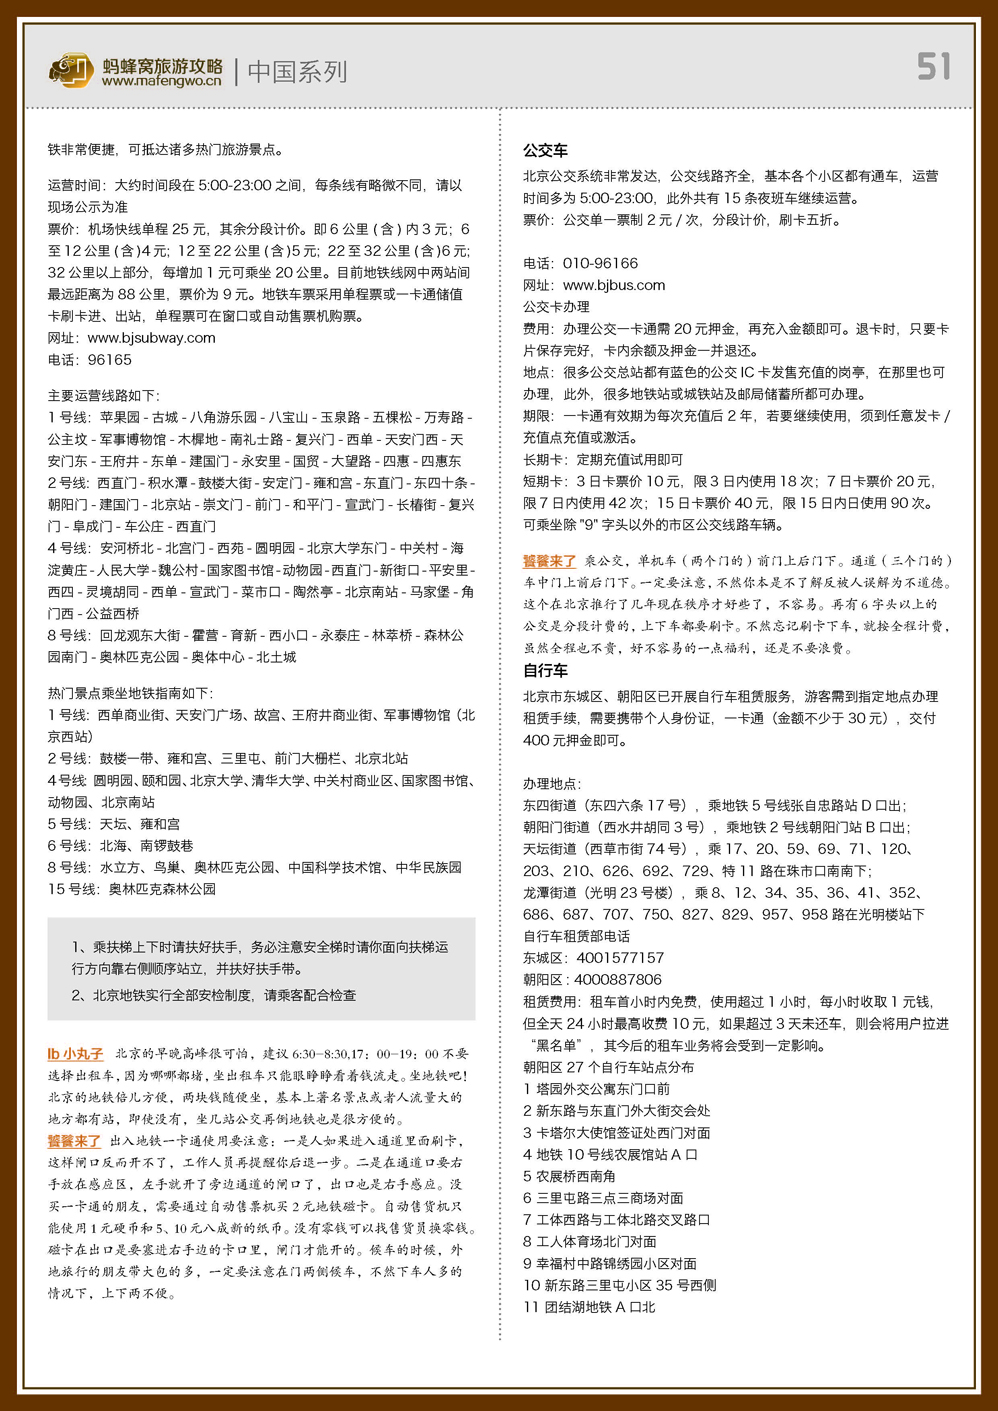 蚂蜂窝旅游攻略
www.mafengwo.cn
中国系列
51
铁非常便捷，可抵达诸多热门旅游景点。
运营时间：大约时间段在 5:00-23:00 之间，每条线有略微不同，请以
现场公示为准
票价：机场快线单程 25 元，其余分段计价。即 6 公里 ( 含 ) 内 3 元；6
至 12 公里 ( 含 )4 元；12 至 22 公里 ( 含 )5 元；22 至 32 公里 ( 含 )6 元；
32 公里以上部分，每增加 1 元可乘坐 20 公里。目前地铁线网中两站间
最远距离为 88 公里，票价为 9 元。地铁车票采用单程票或一卡通储值
卡刷卡进、出站，单程票可在窗口或自动售票机购票。
网址：www.bjsubway.com
电话：96165
主要运营线路如下：
1 号线：苹果园 - 古城 - 八角游乐园 - 八宝山 - 玉泉路 - 五棵松 - 万寿路 -
公主坟 - 军事博物馆 - 木樨地 - 南礼士路 - 复兴门 - 西单 - 天安门西 - 天
安门东 - 王府井 - 东单 - 建国门 - 永安里 - 国贸 - 大望路 - 四惠 - 四惠东
2 号线：西直门 - 积水潭 - 鼓楼大街 - 安定门 - 雍和宫 - 东直门 - 东四十条 -
朝阳门 - 建国门 - 北京站 - 崇文门 - 前门 - 和平门 - 宣武门 - 长椿街 - 复兴
门 - 阜成门 - 车公庄 - 西直门
4 号线：安河桥北 - 北宫门 - 西苑 - 圆明园 - 北京大学东门 - 中关村 - 海
淀黄庄 - 人民大学 - 魏公村 - 国家图书馆 - 动物园 - 西直门 - 新街口 - 平安里 -
西四 - 灵境胡同 - 西单 - 宣武门 - 菜市口 - 陶然亭 - 北京南站 - 马家堡 - 角
门西 - 公益西桥
8 号线：回龙观东大街 - 霍营 - 育新 - 西小口 - 永泰庄 - 林萃桥 - 森林公
园南门 - 奥林匹克公园 - 奥体中心 - 北土城
热门景点乘坐地铁指南如下：
1 号线：西单商业街、天安门广场、故宫、王府井商业街、军事博物馆（北
京西站）
2 号线：鼓楼一带、雍和宫、三里屯、前门大栅栏、北京北站
4 号线：圆明园、颐和园、北京大学、清华大学、中关村商业区、国家图书馆、
动物园、北京南站
5 号线：天坛、雍和宫
6 号线：北海、南锣鼓巷
8 号线：水立方、鸟巢、奥林匹克公园、中国科学技术馆、中华民族园
15 号线：奥林匹克森林公园
1、乘扶梯上下时请扶好扶手，务必注意安全梯时请你面向扶梯运
行方向靠右侧顺序站立，并扶好扶手带。
2、北京地铁实行全部安检制度，请乘客配合检查
lb 小丸子 北京的早晚高峰很可怕，建议 6:30-8:30,17：00-19：00 不要
选择出租车，因为哪哪都堵，坐出租车只能眼睁睁看着钱流走。坐地铁吧！
北京的地铁倍儿方便，两块钱随便坐，基本上著名景点或者人流量大的
地方都有站，即使没有，坐几站公交再倒地铁也是很方便的。
饕餮来了 出入地铁一卡通使用要注意：一是人如果进入通道里面刷卡，
这样闸口反而开不了，工作人员再提醒你后退一步。二是在通道口要右
手放在感应区，左手就开了旁边通道的闸口了，出口也是右手感应。没
买一卡通的朋友，需要通过自动售票机买 2 元地铁磁卡。自动售货机只
能使用 1 元硬币和 5、10 元八成新的纸币。没有零钱可以找售货员换零钱。
磁卡在出口是要塞进右手边的卡口里，闸门才能开的。候车的时候，外
地旅行的朋友带大包的多，一定要注意在门两侧候车，不然下车人多的
情况下，上下两不便。
公交车
北京公交系统非常发达，公交线路齐全，基本各个小区都有通车，运营
时间多为 5:00-23:00，此外共有 15 条夜班车继续运营。
票价：公交单一票制 2 元 / 次，分段计价，刷卡五折。
电话：010-96166
网址：www.bjbus.com
公交卡办理
费用：办理公交一卡通需 20 元押金，再充入金额即可。退卡时，只要卡
片保存完好，卡内余额及押金一并退还。
地点：很多公交总站都有蓝色的公交 IC 卡发售充值的岗亭，在那里也可
办理，此外，很多地铁站或城铁站及邮局储蓄所都可办理。
期限：一卡通有效期为每次充值后 2 年，若要继续使用，须到任意发卡 /
充值点充值或激活。
长期卡：定期充值试用即可
短期卡：3 日卡票价 10 元，限 3 日内使用 18 次；7 日卡票价 20 元，
限 7 日内使用 42 次；15 日卡票价 40 元，限 15 日内日使用 90 次。
可乘坐除 "9" 字头以外的市区公交线路车辆。
饕餮来了 乘公交，单机车（两个门的）前门上后门下。通道（三个门的）
车中门上前后门下。一定要注意，不然你本是不了解反被人误解为不道德。
这个在北京推行了几年现在秩序才好些了，不容易。再有 6 字头以上的
公交是分段计费的，上下车都要刷卡。不然忘记刷卡下车，就按全程计费，
虽然全程也不贵，好不容易的一点福利，还是不要浪费。
自行车
北京市东城区、朝阳区已开展自行车租赁服务，游客需到指定地点办理
租赁手续，需要携带个人身份证，一卡通（金额不少于 30 元），交付
400 元押金即可。
办理地点：
东四街道（东四六条 17 号），乘地铁 5 号线张自忠路站 D 口出；
朝阳门街道（西水井胡同 3 号），乘地铁 2 号线朝阳门站 B 口出；
天坛街道（西草市街 74 号），乘 17、20、59、69、71、120、
203、210、626、692、729、特 11 路在珠市口南南下；
龙潭街道（光明 23 号楼），乘 8、12、34、35、36、41、352、
686、687、707、750、827、829、957、958 路在光明楼站下
自行车租赁部电话
东城区：4001577157
朝阳区 : 4000887806
租赁费用：租车首小时内免费，使用超过 1 小时，每小时收取 1 元钱，
但全天 24 小时最高收费 10 元，如果超过 3 天未还车，则会将用户拉进
“黑名单”，其今后的租车业务将会受到一定影响。
朝阳区 27 个自行车站点分布
1 塔园外交公寓东门口前
2 新东路与东直门外大街交会处
3 卡塔尔大使馆签证处西门对面
4 地铁 10 号线农展馆站 A 口
5 农展桥西南角
6 三里屯路三点三商场对面
7 工体西路与工体北路交叉路口
8 工人体育场北门对面
9 幸福村中路锦绣园小区对面
10 新东路三里屯小区 35 号西侧
11 团结湖地铁 A 口北